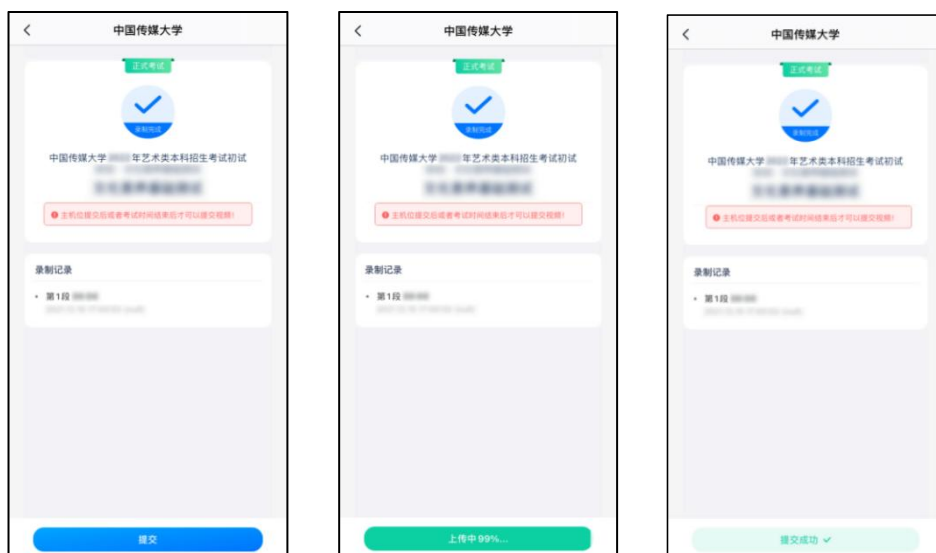 中国传媒大学
正式考试
录制完成
中国传媒大学 年艺术类本科招生考试初试
主机位提交后或者考试时间结束后才可以提交视频!
录制记录
• 第1段
提交
中国传媒大学
正式考试
录制完成
中国传媒大学 年艺术类本科招生考试初试
主机位提交后或者考试时间结束后才可以提交视频!
录制记录
• 第1段
上传中99%...
中国传媒大学
正式考试
录制完成
中国传媒大学 年艺术类本科招生考试初试
主机位提交后或者考试时间结束后才可以提交视频!
录制记录
• 第1段
提交成功